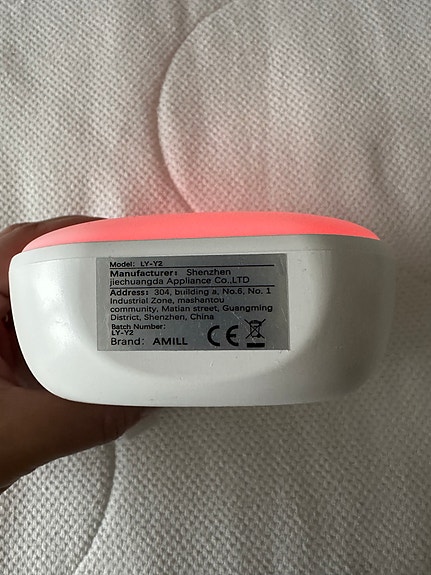 Model: LY-Y2
Manufacturer: Shenzhen
jiechuangda Appliance Co.,LTD
Address: 304, building a, No.6, No. 1
Industrial Zone, mashantou
community, Matian street, Guangming
District, Shenzhen, China
Batch Number:
LY-Y2
Brand: AMILL CE